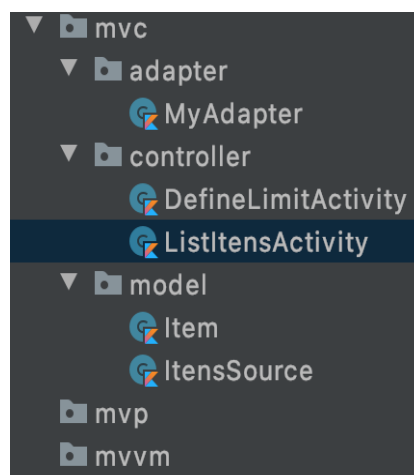 mvc
adapter
MyAdapter
controller
DefineLimitActivity
ListItensActivity
model
Item
ItensSource
mvp
mvvm